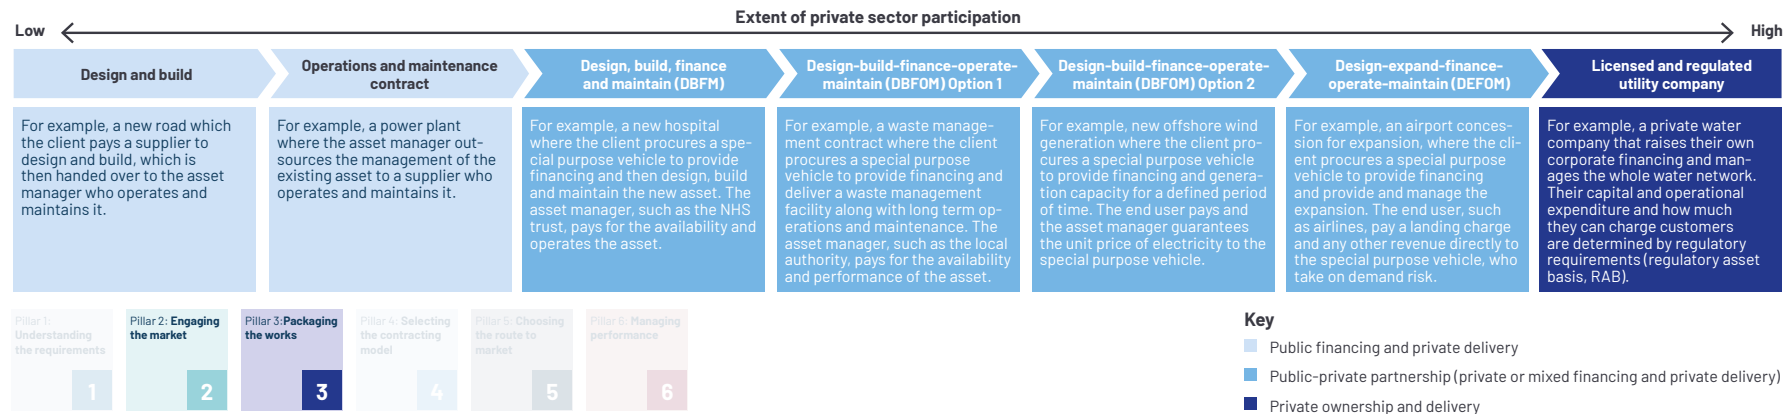 Extent of private sector participation
Low
High
Design and build
Operations and maintenance
contract
Design, build, finance
and maintain (DBFM)
Design-build-finance-operate-
maintain (DBFOM) Option 1
Design-build-finance-operate-
maintain (DBFOM) Option 2
Design-expand-finance-
operate-maintain (DEFOM)
Licensed and regulated
utility company
For example, a new road which
the client pays a supplier to
design and build, which is
then handed over to the asset
manager who operates and
maintains it.
For example, a power plant
where the asset manager out-
sources the management of the
existing asset to a supplier who
operates and maintains it.
For example, a new hospital
where the client procures a spe-
cial purpose vehicle to provide
financing and then design, build
and maintain the new asset. The
asset manager, such as the NHS
trust, pays for the availability and
operates the asset.
For example, a waste manage-
ment contract where the client
procures a special purpose
vehicle to provide financing and
deliver a waste management
facility along with long term op-
erations and maintenance. The
asset manager, such as the local
authority, pays for the availability
and performance of the asset.
For example, new offshore wind
generation where the client pro-
cures a special purpose vehicle
to provide financing and genera-
tion capacity for a defined period
of time. The end user pays and
the asset manager guarantees
the unit price of electricity to the
special purpose vehicle.
For example, an airport conces-
sion for expansion, where the cli-
ent procures a special purpose
vehicle to provide financing
and provide and manage the
expansion. The end user, such
as airlines, pay a landing charge
and any other revenue directly to
the special purpose vehicle, who
take on demand risk.
For example, a private water
company that raises their own
corporate financing and man-
ages the whole water network.
Their capital and operational
expenditure and how much
they can charge customers
are determined by regulatory
requirements (regulatory asset
basis, RAB).
Pillar 1:
Understanding
the requirements
1
Pillar 2: Engaging
the market
2
Pillar 3:Packaging
the works
3
Pillar 4: Selecting
the contracting
model
4
Pillar 5: Choosing
the route to
market
5
Pillar 6: Managing
performance
6
Key
Public financing and private delivery
Public-private partnership (private or mixed financing and private delivery)
Private ownership and delivery